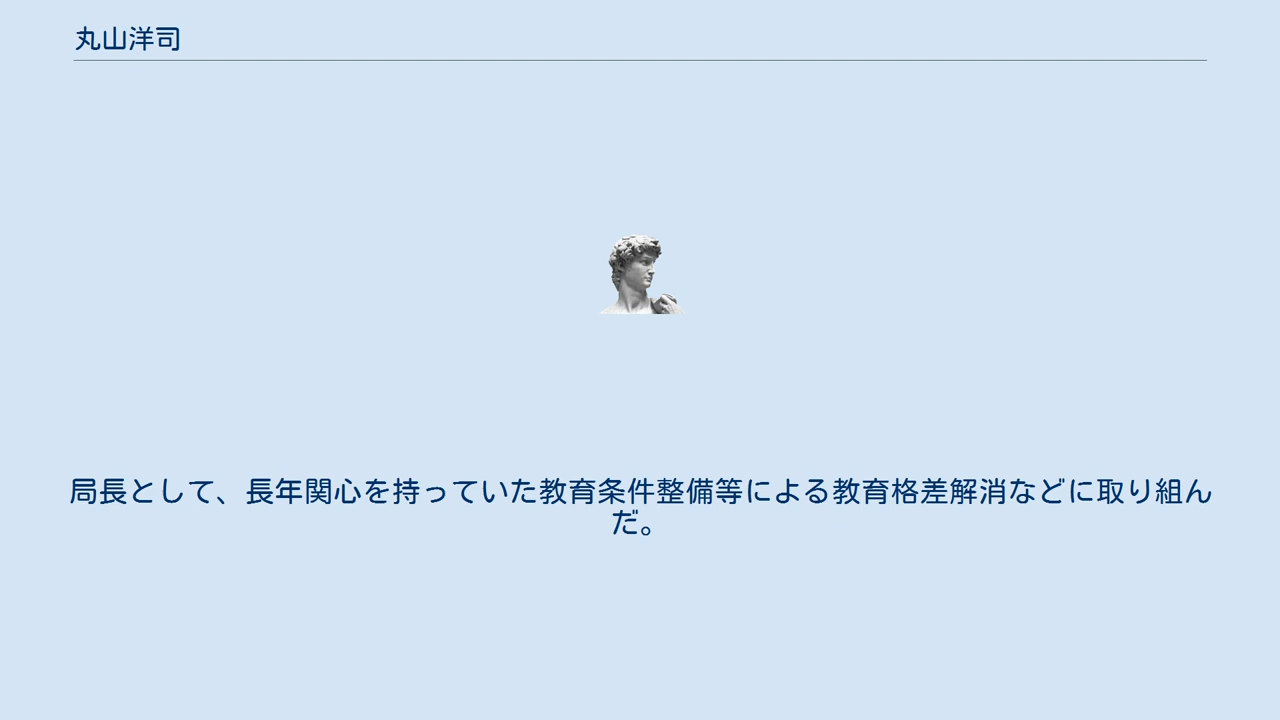 丸山洋司
局長として、長年関心を持っていた教育条件整備等による教育格差解消などに取り組ん
だ。